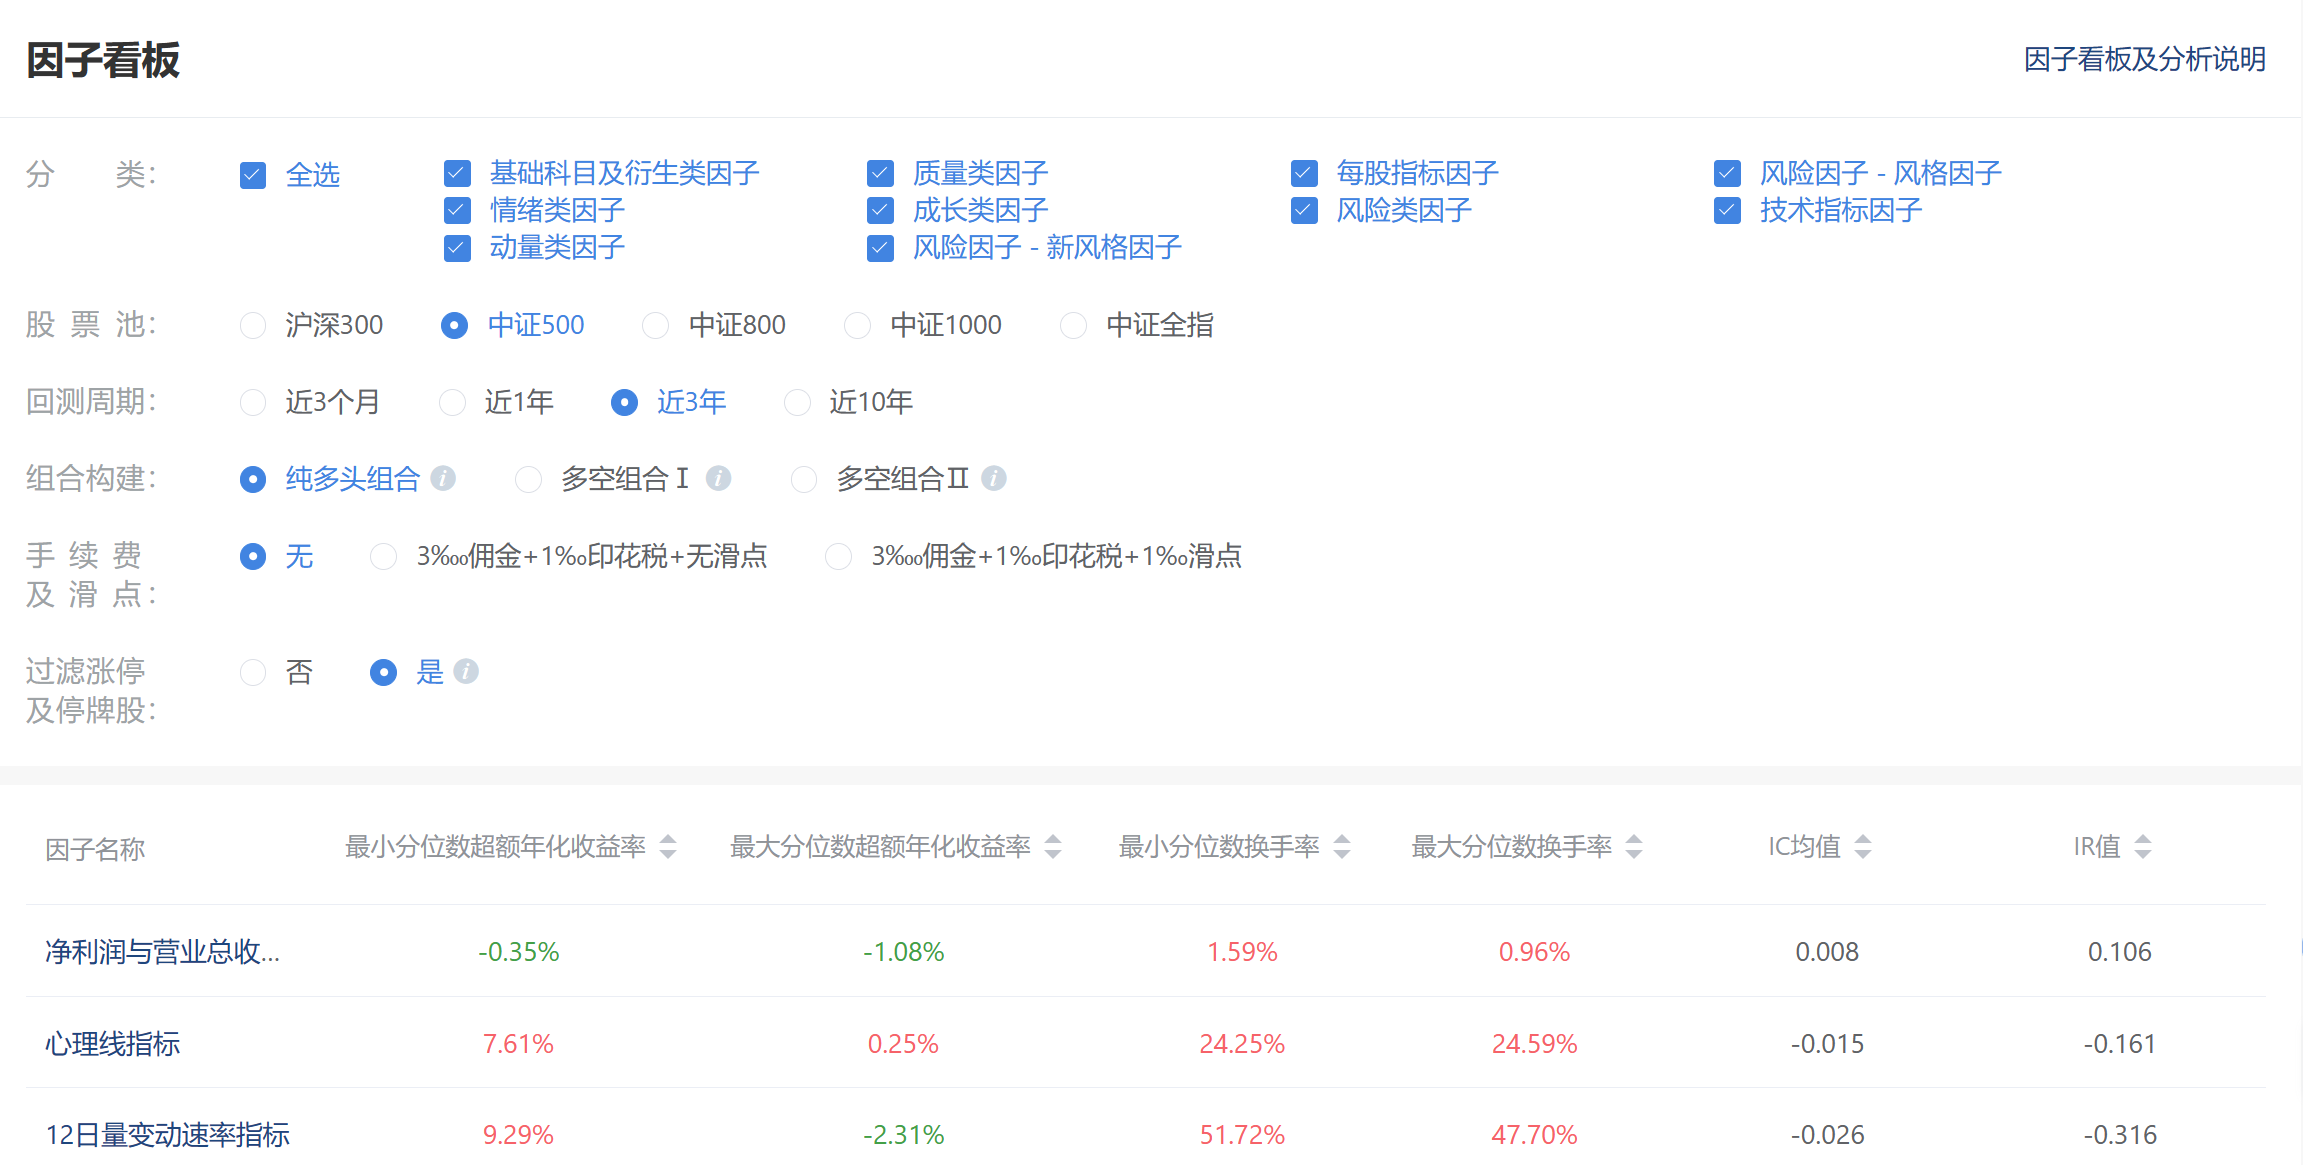 因子看板
因子看板及分析说明
分类： 全选 基础科目及衍生类因子 质量类因子 每股指标因子 风险因子 - 风格因子
情绪类因子 成长类因子 风险类因子 技术指标因子
动量类因子 风险因子 - 新风格因子
股票池： 沪深300 中证500 中证800 中证1000 中证全指
回测周期： 近3个月 近1年 近3年 近10年
组合构建： 纯多头组合 i 多空组合 I i 多空组合II i
手续费 无 3‱佣金+1‰印花税+无滑点 3‱佣金+1‰印花税+1‰滑点
及滑点：
过滤涨停 否 是 i
及停牌股：
因子名称 最小分位数超额年化收益率 最大分位数超额年化收益率 最小分位数换手率 最大分位数换手率 IC均值 IR值
净利润与营业总收... -0.35% -1.08% 1.59% 0.96% 0.008 0.106
心理线指标 7.61% 0.25% 24.25% 24.59% -0.015 -0.161
12日量变动速率指标 9.29% -2.31% 51.72% 47.70% -0.026 -0.316